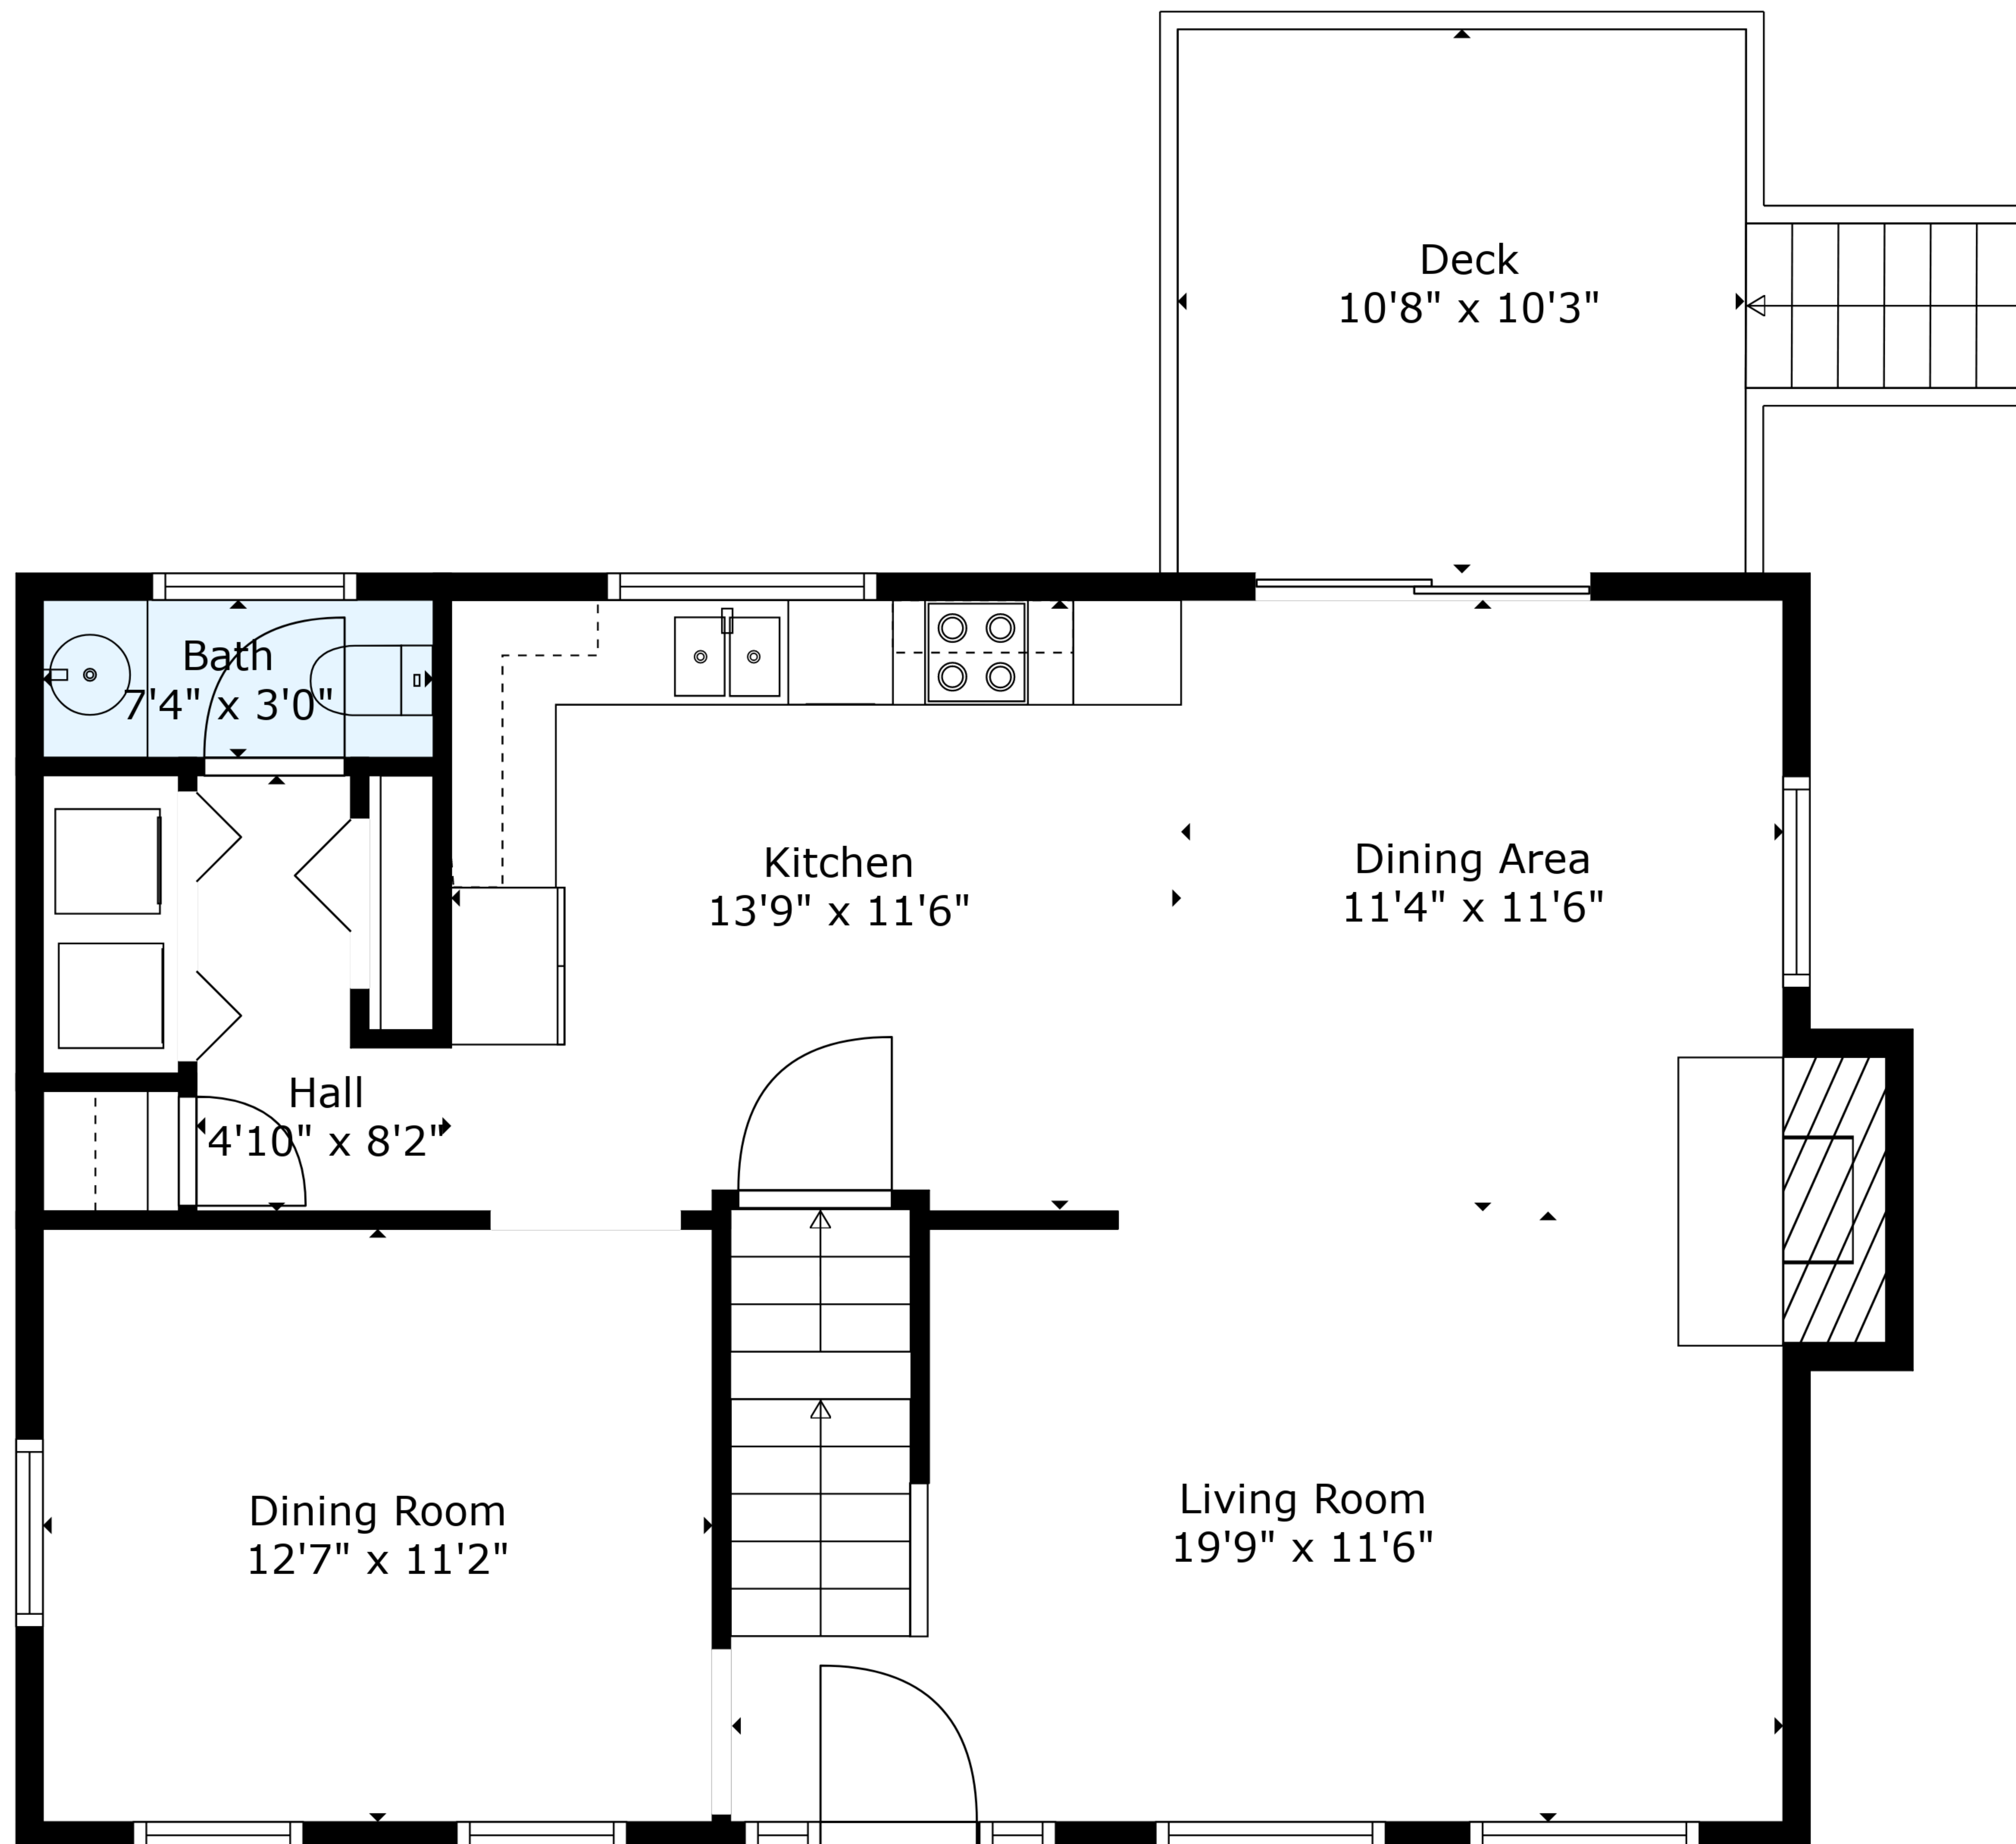 Deck
10'8" x 10'3"
Bath
7'4" x 3'0"
Kitchen
13'9" x 11'6"
Dining Area
11'4" x 11'6"
Hall
4'10" x 8'2"
Dining Room
12'7" x 11'2"
Living Room
19'9" x 11'6"